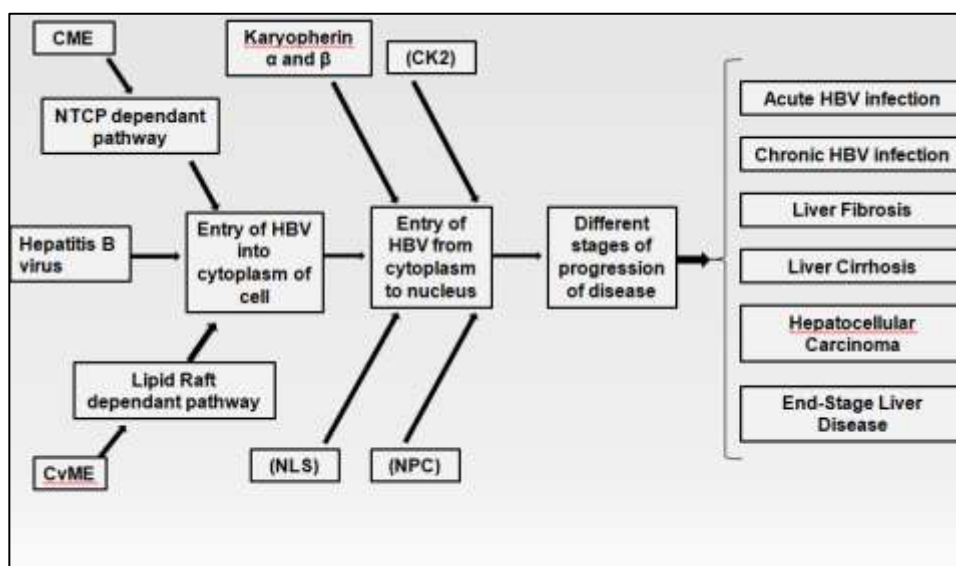 CME
NTCP dependant
pathway
Hepatitis B
virus
Entry of HBV
into
cytoplasm of
cell
Lipid Raft
dependant pathway
CvME
Karyopherin
α and β
(CK2)
Entry of
HBV from
cytoplasm
to nucleus
(NLS)
(NPC)
Different
stages of
progression
of disease
Acute HBV infection
Chronic HBV infection
Liver Fibrosis
Liver Cirrhosis
Hepatocellular
Carcinoma
End-Stage Liver
Disease